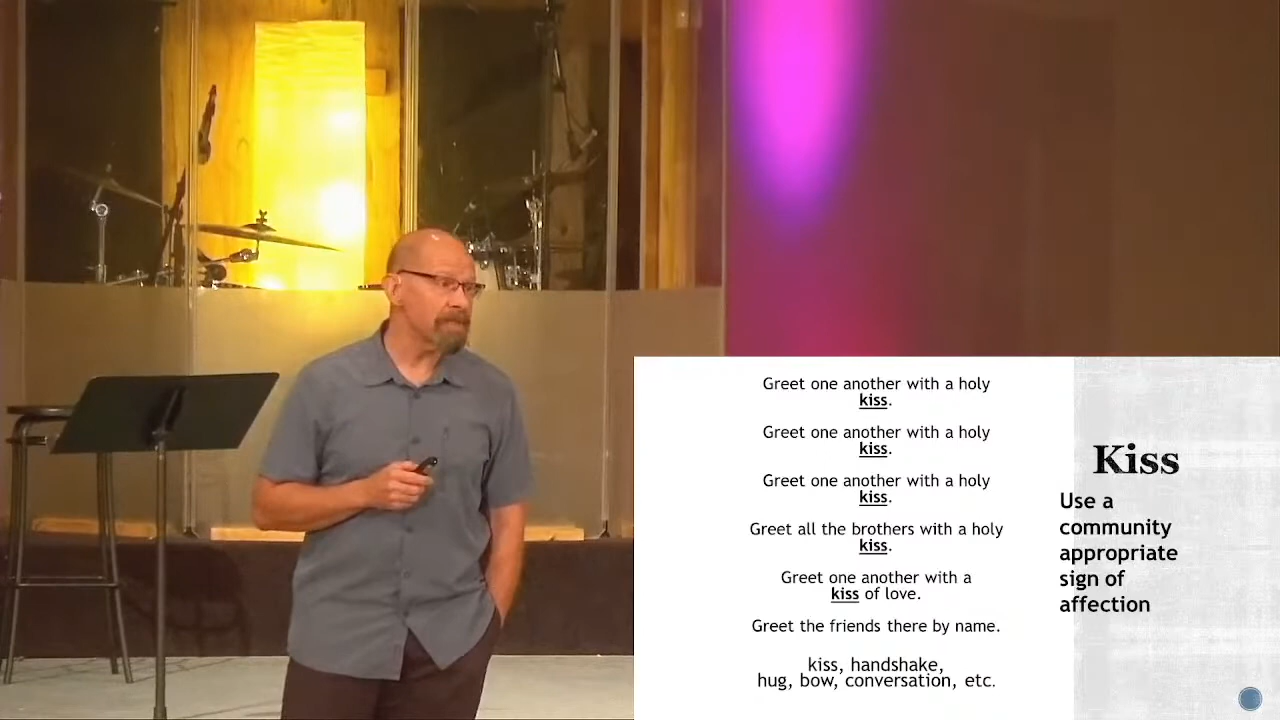 Greet one another with a holy
kiss.
Greet one another with a holy
kiss.
Greet one another with a holy
kiss.
Greet all the brothers with a holy
kiss.
Greet one another with a
kiss of love.
Greet the friends there by name.
kiss, handshake,
hug, bow, conversation, etc.
Kiss
Use a
community
appropriate
sign of
affection